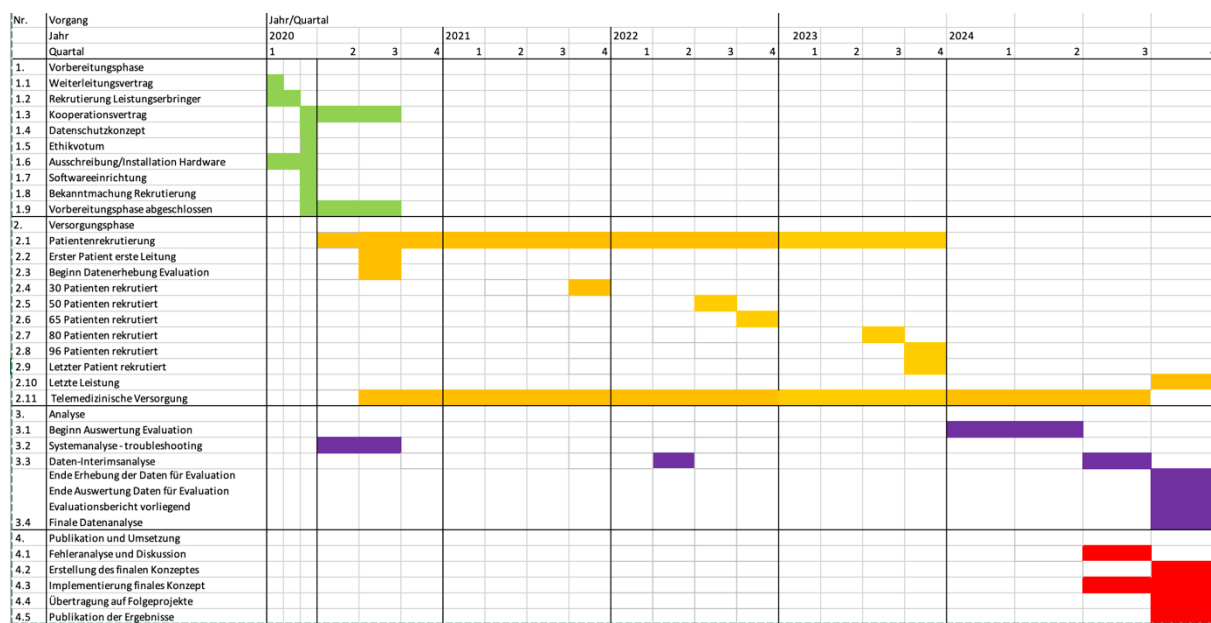 Nr. Vorgang Jahr/Quartal
Jahr 2020 2021 2022 2023 2024
Quartal 1 2 3 4 1 2 3 4 1 2 3 4 1 2 3 4 1 2 3
1. Vorbereitungsphase
1.1 Weiterleitungsvertrag
1.2 Rekrutierung Leistungserbringer
1.3 Kooperationsvertrag
1.4 Datenschutzkonzept
1.5 Ethikvotum
1.6 Ausschreibung/Installation Hardware
1.7 Softwareeinrichtung
1.8 Bekanntmachung Rekrutierung
1.9 Vorbereitungsphase abgeschlossen
2. Versorgungsphase
2.1 Patientenrekrutierung
2.2 Erster Patient erste Leitung
2.3 Beginn Datenerhebung Evaluation
2.4 30 Patienten rekrutiert
2.5 50 Patienten rekrutiert
2.6 65 Patienten rekrutiert
2.7 80 Patienten rekrutiert
2.8 96 Patienten rekrutiert
2.9 Letzter Patient rekrutiert
2.10 Letzte Leistung
2.11 Telemedizinische Versorgung
3. Analyse
3.1 Beginn Auswertung Evaluation
3.2 Systemanalyse - troubleshooting
3.3 Daten-Interimsanalyse
Ende Erhebung der Daten für Evaluation
Ende Auswertung Daten für Evaluation
Evaluationsbericht vorliegend
3.4 Finale Datenanalyse
4. Publikation und Umsetzung
4.1 Fehleranalyse und Diskussion
4.2 Erstellung des finalen Konzeptes
4.3 Implementierung finales Konzept
4.4 Übertragung auf Folgeprojekte
4.5 Publikation der Ergebnisse